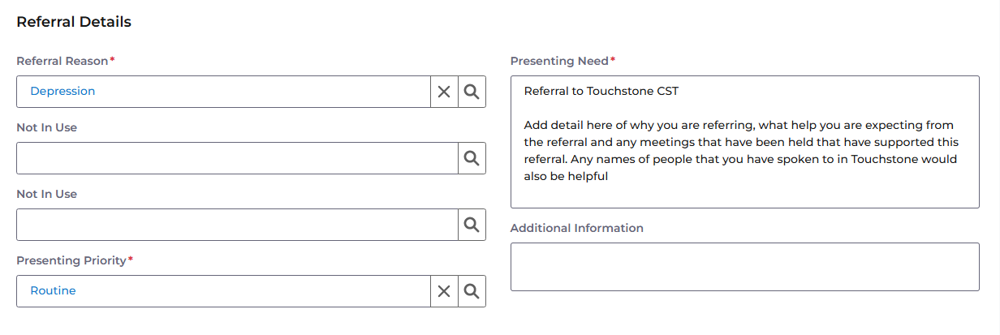 Referral Details
Referral Reason*
Depression
Not In Use
Not In Use
Presenting Priority*
Routine
Presenting Need*
Referral to Touchstone CST
Add detail here of why you are referring, what help you are expecting from
the referral and any meetings that have been held that have supported this
referral. Any names of people that you have spoken to in Touchstone would
also be helpful
Additional Information